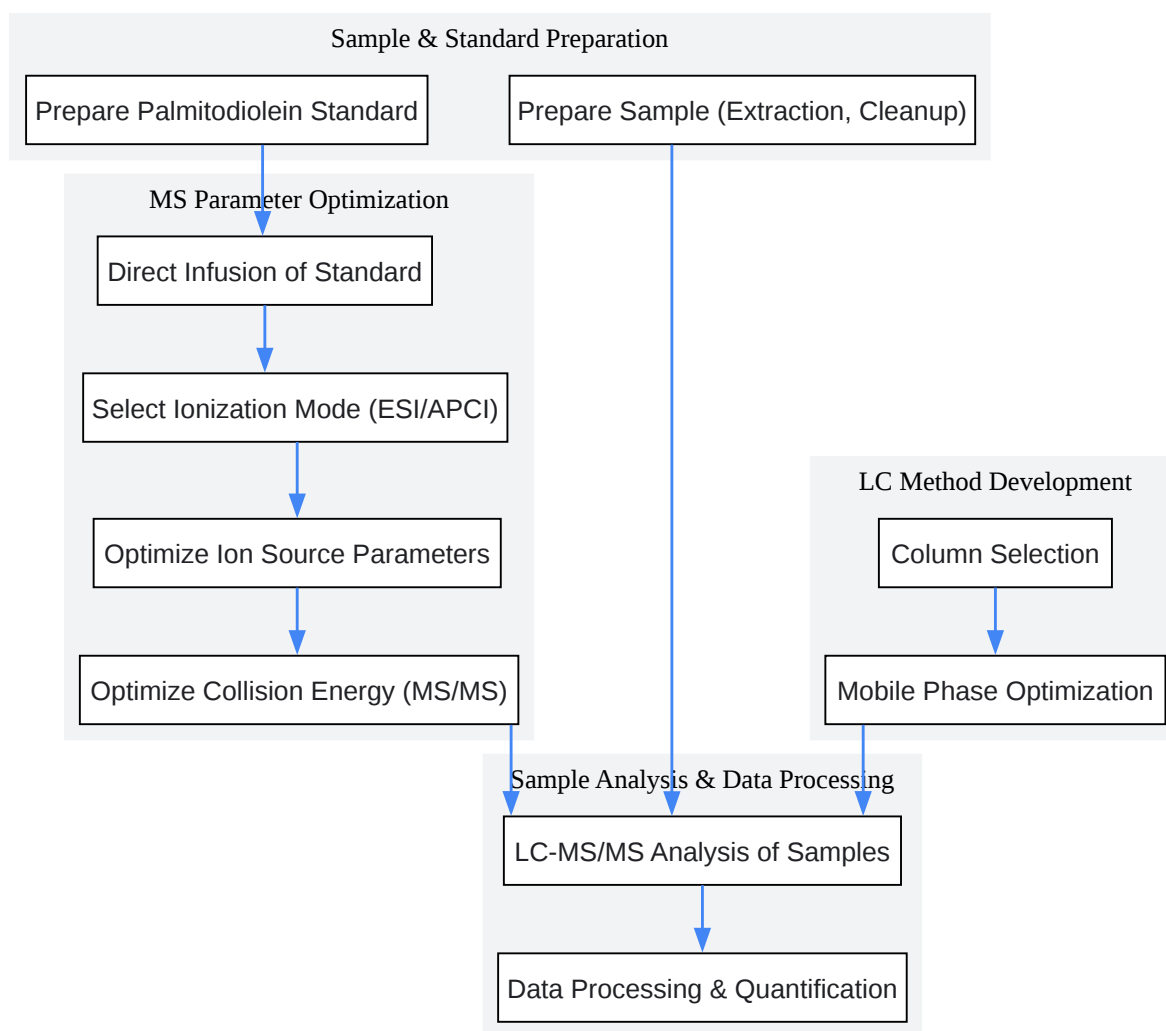 Sample & Standard Preparation
Prepare Palmitodiolein Standard
Prepare Sample (Extraction, Cleanup)
MS Parameter Optimization
Direct Infusion of Standard
Select Ionization Mode (ESI/APCI)
Optimize Ion Source Parameters
Optimize Collision Energy (MS/MS)
LC Method Development
Column Selection
Mobile Phase Optimization
Sample Analysis & Data Processing
LC-MS/MS Analysis of Samples
Data Processing & Quantification